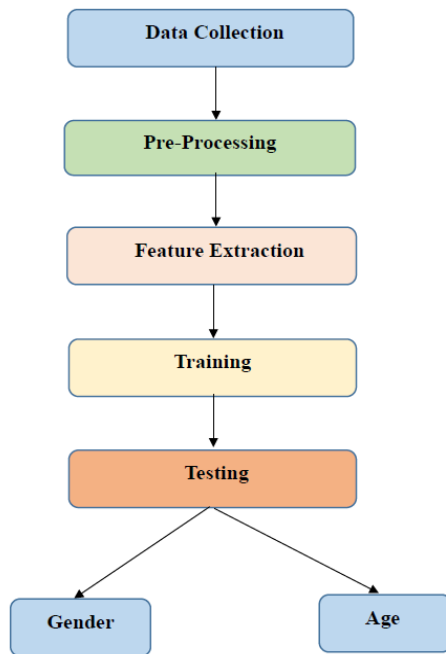 Data Collection
Pre-Processing
Feature Extraction
Training
Testing
Gender
Age